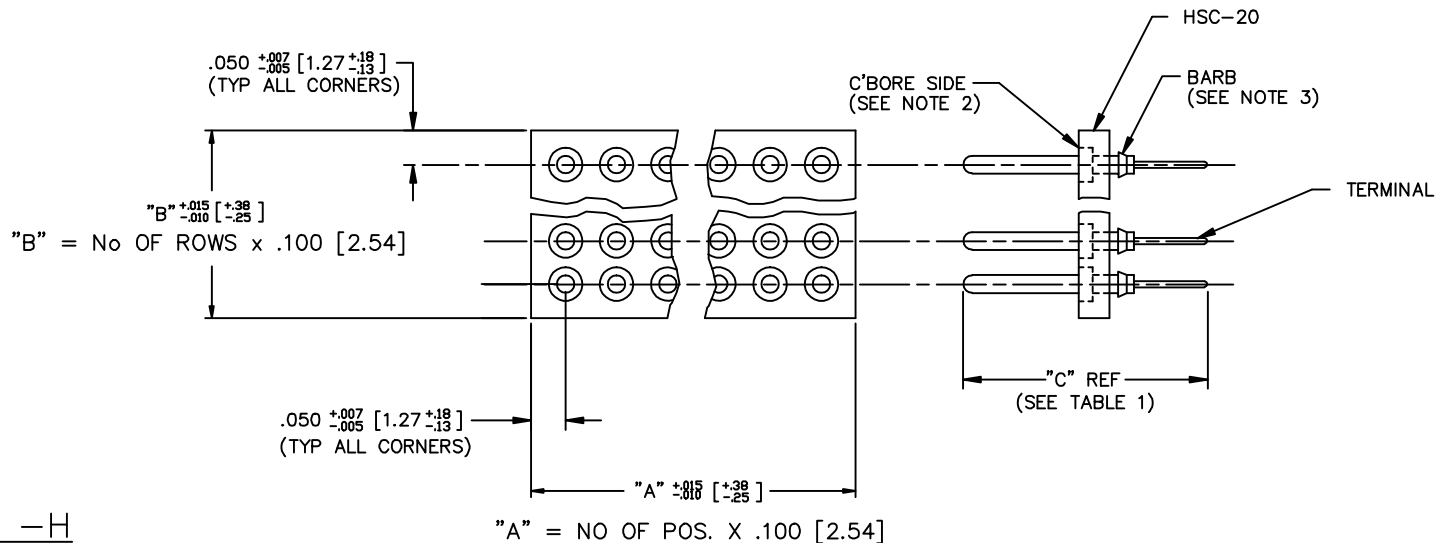 HSC-20
.050 +.007 -.005 [1.27 +.18 -.13]
(TYP ALL CORNERS)
C'BORE SIDE
(SEE NOTE 2)
BARB
(SEE NOTE 3)
TERMINAL
"B" +.015 -.010 [+.38 -.25]
"B" = No OF ROWS x .100 [2.54]
"C" REF
(SEE TABLE 1)
.050 +.007 -.005 [1.27 +.18 -.13]
(TYP ALL CORNERS)
"A" +.015 -.010 [+.38 -.25]
"A" = NO OF POS. X .100 [2.54]
-H